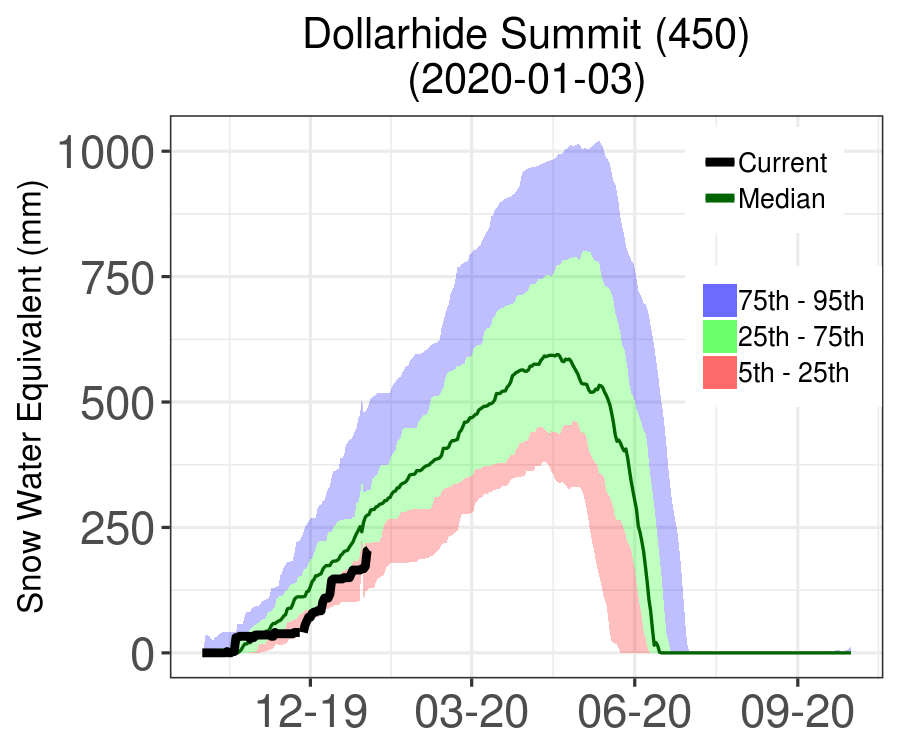 Dollarhide Summit (450)
(2020-01-03)
Snow Water Equivalent (mm)
1000
750
500
250
0
12-19
03-20
06-20
09-20
Current
Median
75th - 95th
25th - 75th
5th - 25th